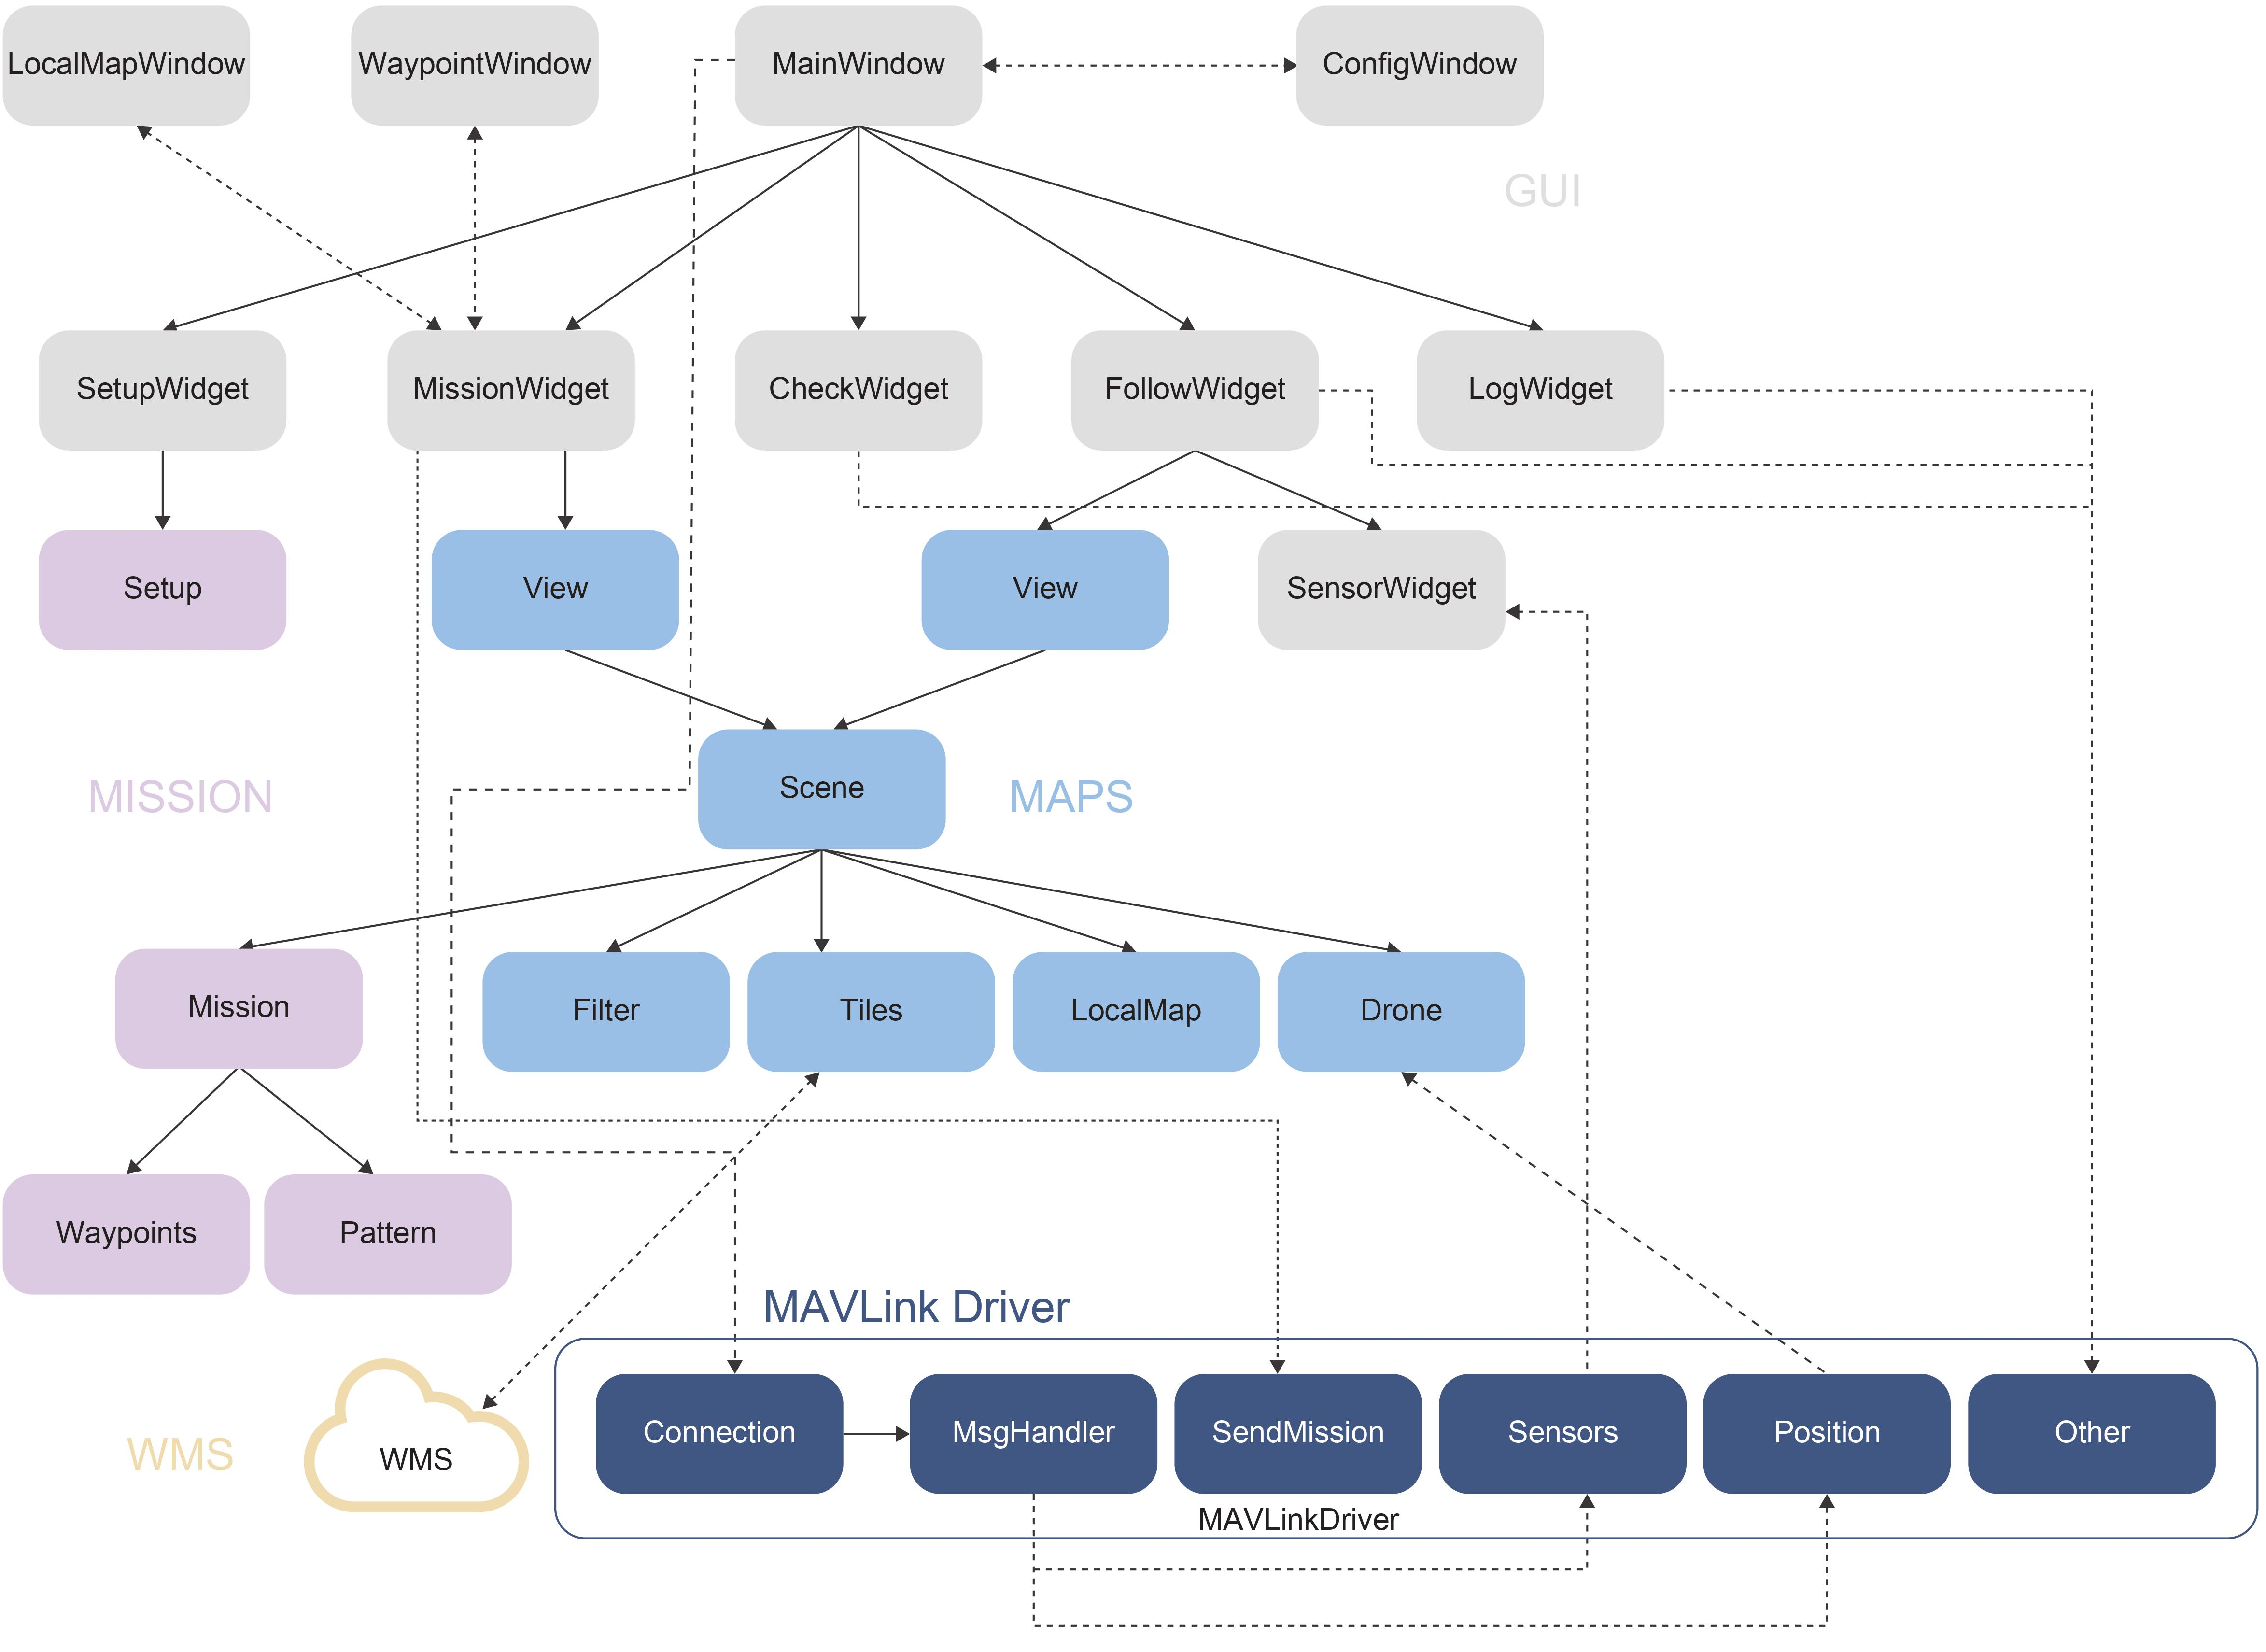 LocalMapWindow
WaypointWindow
MainWindow
ConfigWindow
GUI
SetupWidget
MissionWidget
CheckWidget
FollowWidget
LogWidget
Setup
View
View
SensorWidget
MISSION
Scene
MAPS
Mission
Filter
Tiles
LocalMap
Drone
Waypoints
Pattern
MAVLink Driver
WMS
WMS
Connection
MsgHandler
SendMission
Sensors
Position
Other
MAVLinkDriver